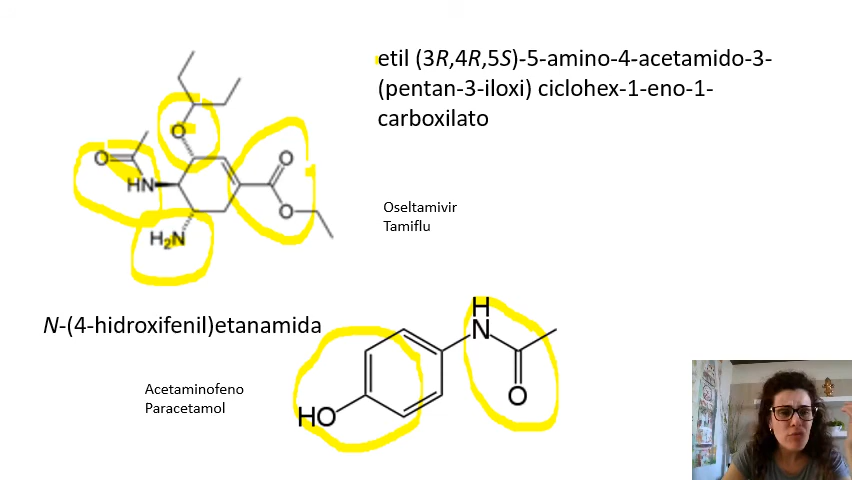 etil (3R,4R,5S)-5-amino-4-acetamido-3-
(pentan-3-iloxi) ciclohex-1-eno-1-
carboxilato
O
O
O
HN
O
H₂N
Oseltamivir
Tamiflu
N-(4-hidroxifenil)etanamida
H
N
Acetaminofeno
Paracetamol
O
HO